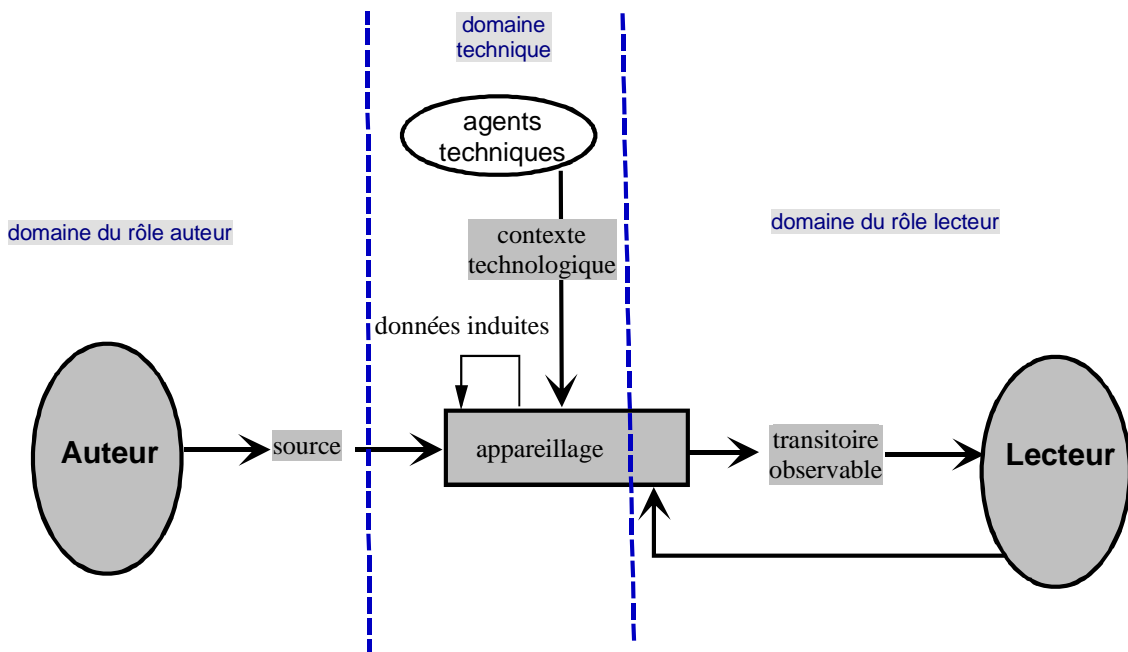 domaine
technique
agents
techniques
domaine du rôle auteur
domaine du rôle lecteur
contexte
technologique
données induites
Auteur
source
appareillage
transitoire
observable
Lecteur